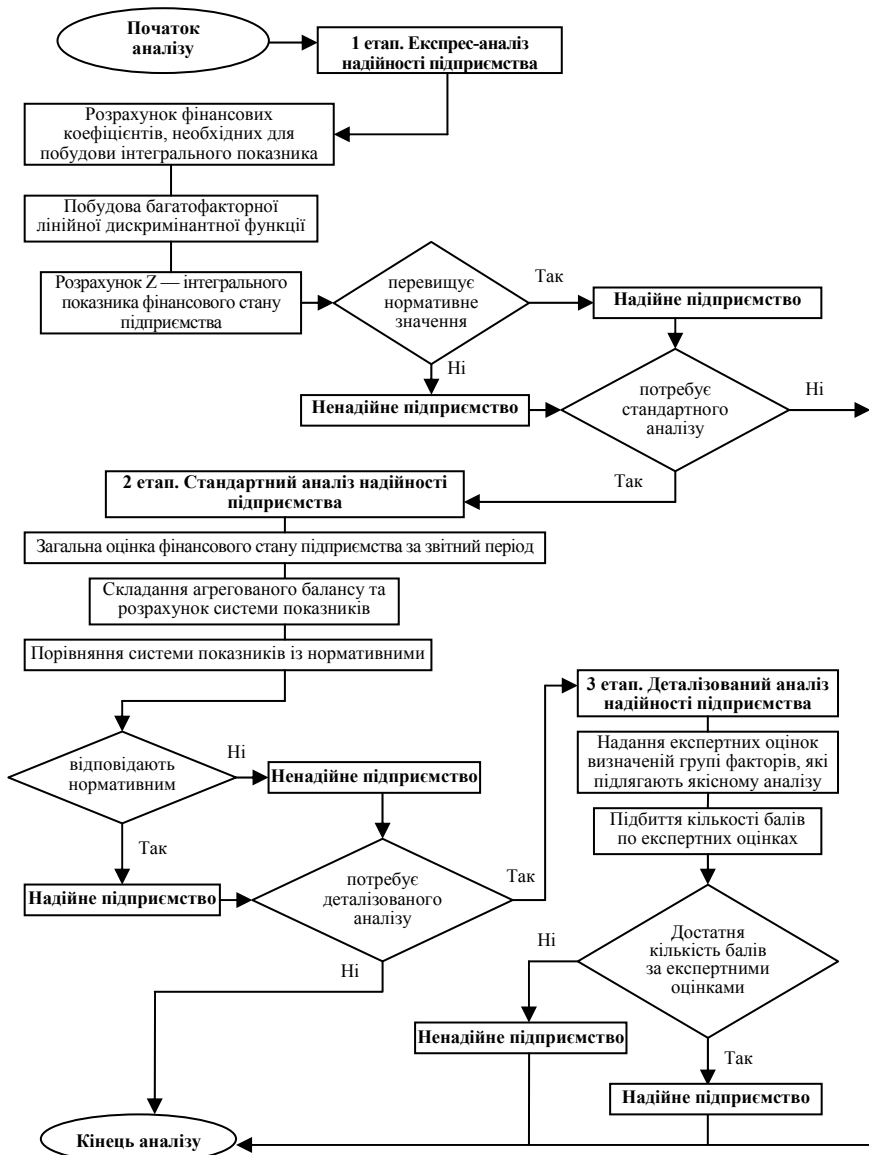 Початок
аналізу
1 етап. Експрес-аналіз
надійності підприємства
Розрахунок фінансових
коефіцієнтів, необхідних для
побудови інтегрального показника
Побудова багатофакторної
лінійної дискримінантної функції
Розрахунок Z — інтегрального
показника фінансового стану
підприємства
перевищує
нормативне
значення
Так
Надійне підприємство
Ні
Ненадійне підприємство
потребує
стандартного
аналізу
Ні
Так
2 етап. Стандартний аналіз надійності
підприємства
Загальна оцінка фінансового стану підприємства за звітний період
Складання агрегованого балансу та
розрахунок системи показників
Порівняння системи показників із нормативними
відповідають
нормативним
Ні
Ненадійне підприємство
Так
Надійне підприємство
потребує
деталізованого
аналізу
Так
Ні
3 етап. Деталізований аналіз
надійності підприємства
Надання експертних оцінок
визначеній групі факторів, які
підлягають якісному аналізу
Підбиття кількості балів
по експертних оцінках
Достатня
кількість балів
за експертними
оцінками
Ні
Ненадійне підприємство
Так
Надійне підприємство
Кінець аналізу